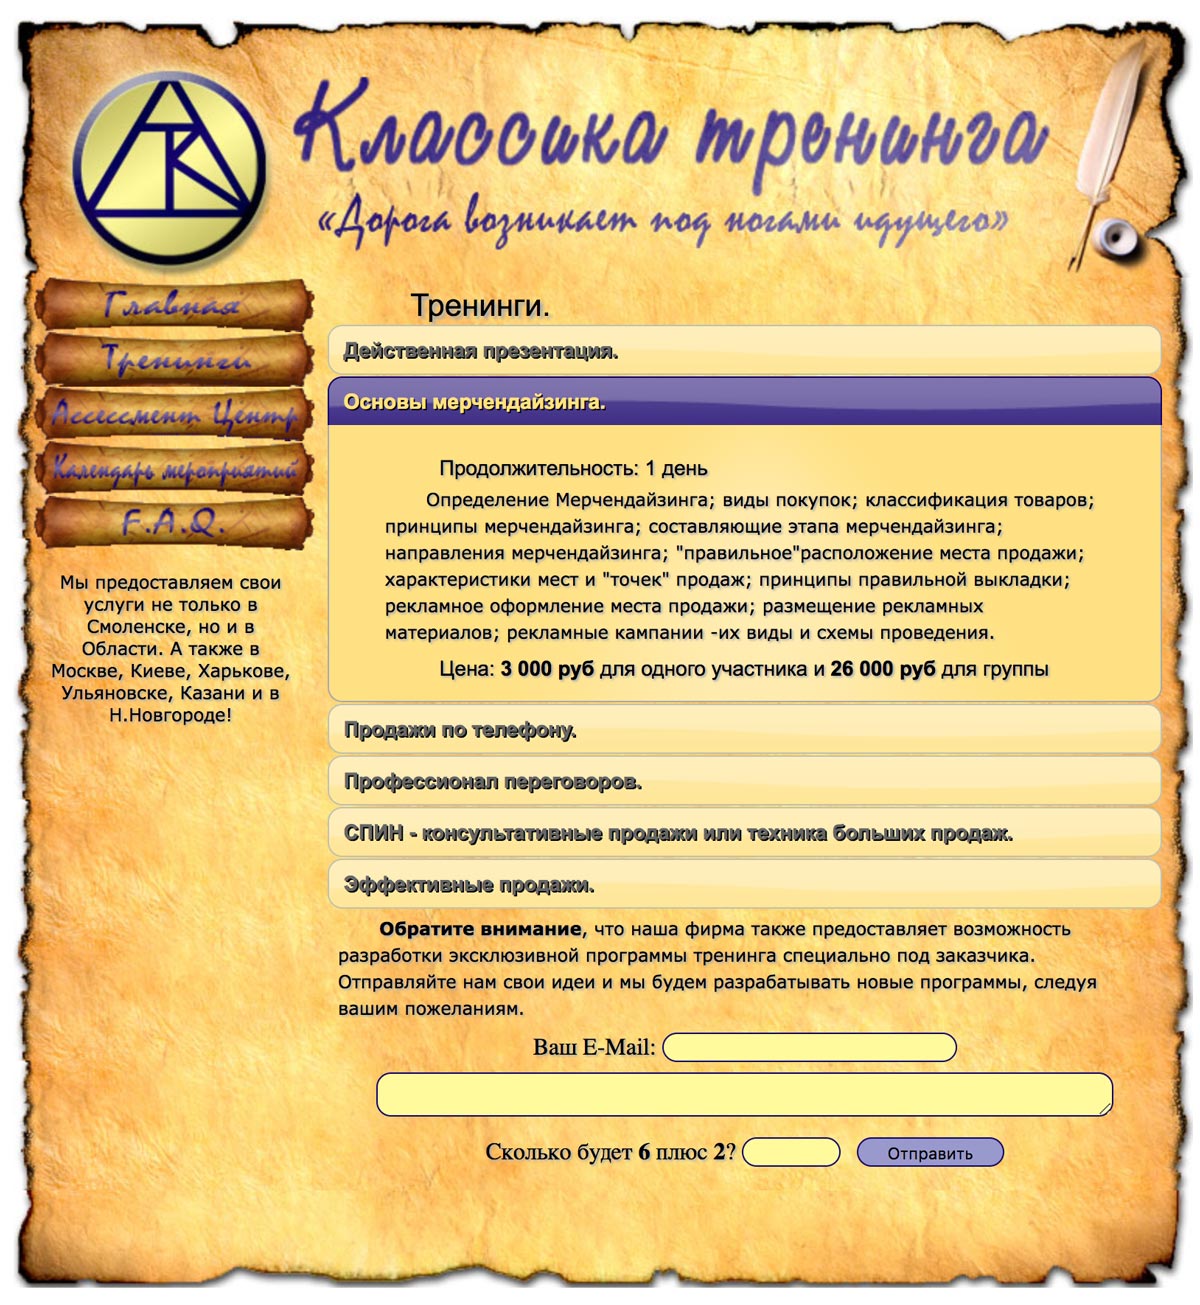 Классика тренинга
«Дорога возникает под ногами идущего»
Главная
Тренинги
Ассессмент Центр
Календарь мероприятий
F.A.Q.
Мы предоставляем свои
услуги не только в
Смоленске, но и в
Области. А также в
Москве, Киеве, Харькове,
Ульяновске, Казани и в
Н.Новгороде!
Тренинги.
Действенная презентация.
Основы мерчендайзинга.
Продолжительность: 1 день
Определение Мерчендайзинга; виды покупок; классификация товаров;
принципы мерчендайзинга; составляющие этапа мерчендайзинга;
направления мерчендайзинга; "правильное"расположение места продажи;
характеристики мест и "точек" продаж; принципы правильной выкладки;
рекламное оформление места продажи; размещение рекламных
материалов; рекламные кампании -их виды и схемы проведения.
Цена: 3 000 руб для одного участника и 26 000 руб для группы
Продажи по телефону.
Профессионал переговоров.
СПИН - консультативные продажи или техника больших продаж.
Эффективные продажи.
Обратите внимание, что наша фирма также предоставляет возможность
разработки эксклюзивной программы тренинга специально под заказчика.
Отправляйте нам свои идеи и мы будем разрабатывать новые программы, следуя
вашим пожеланиям.
Ваш E-Mail:
Сколько будет 6 плюс 2? Отправить